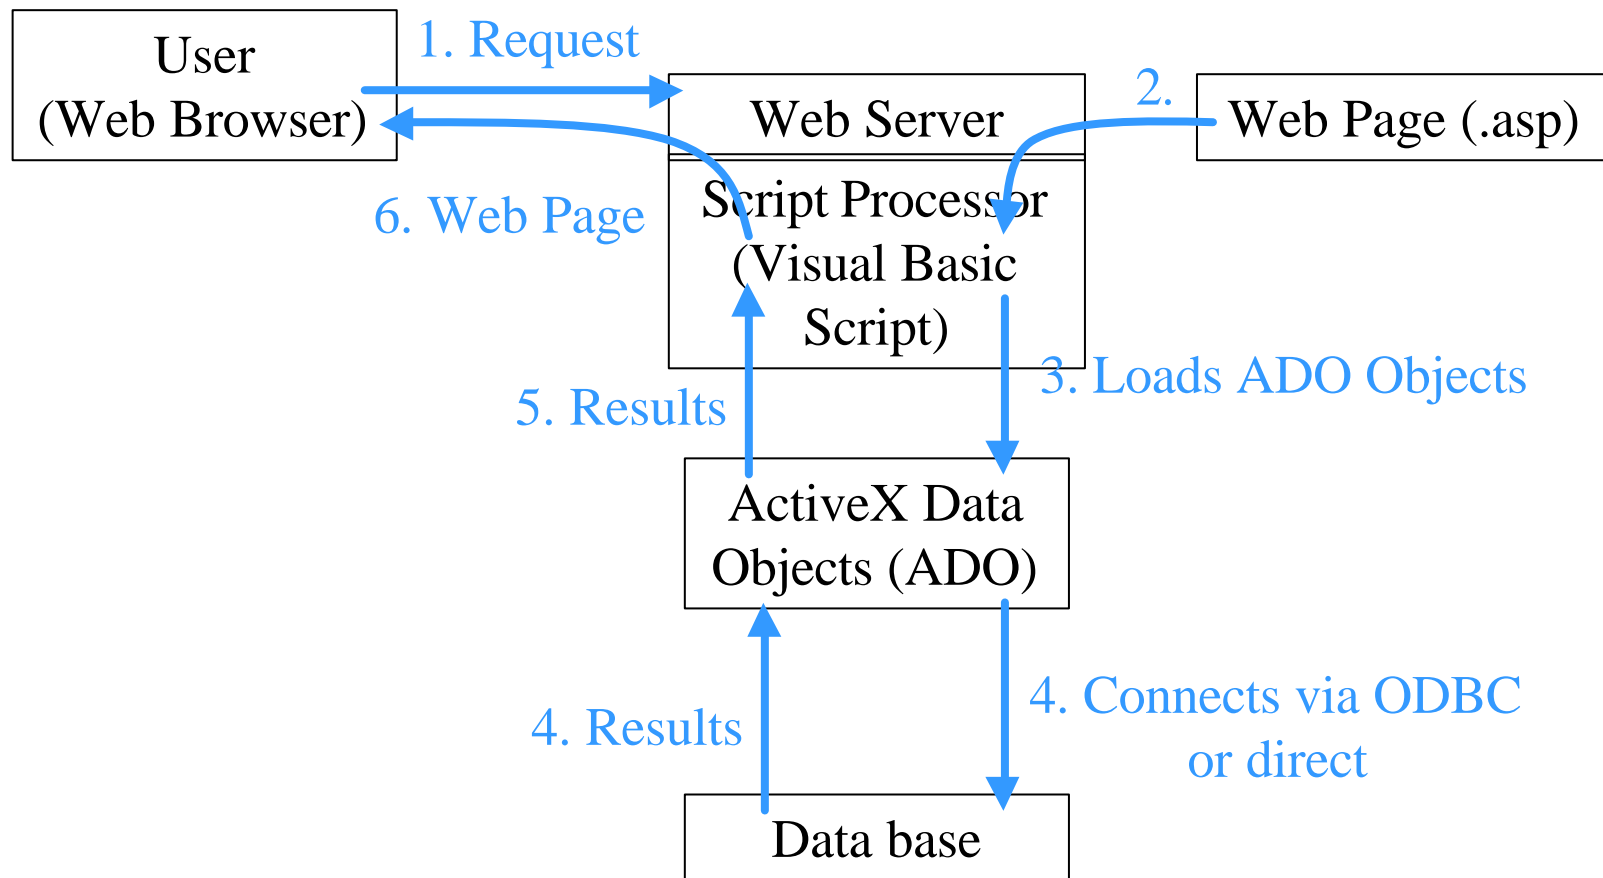 User
(Web Browser)
1. Request
Web Server
2.
Web Page (.asp)
Script Processor
(Visual Basic
Script)
6. Web Page
3. Loads ADO Objects
5. Results
ActiveX Data
Objects (ADO)
4. Results
4. Connects via ODBC
or direct
Data base